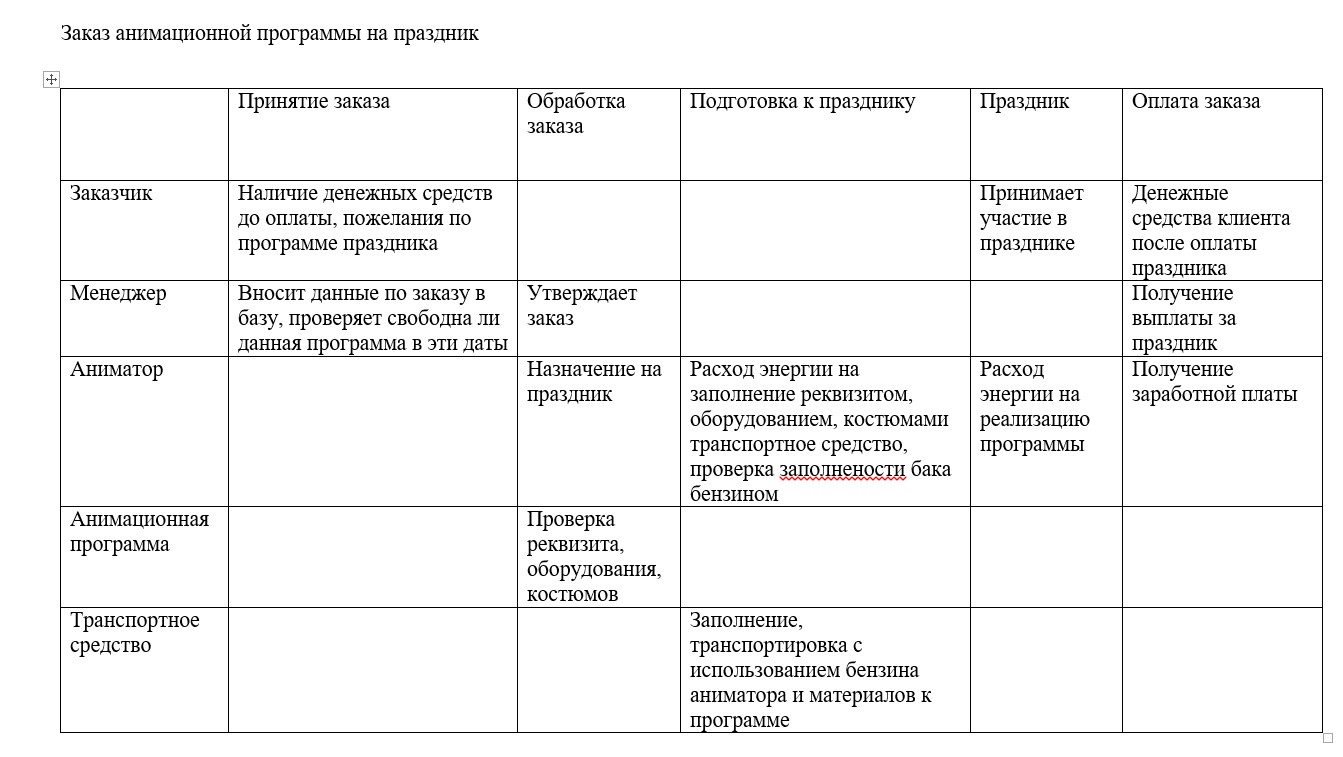 Заказ анимационной программы на праздник
Принятие заказа
Обработка
заказа
Подготовка к празднику
Праздник
Оплата заказа
Заказчик
Наличие денежных средств
до оплаты, пожелания по
программе праздника
Принимает
участие в
празднике
Денежные
средства клиента
после оплаты
праздника
Менеджер
Вносит данные по заказу в
базу, проверяет свободна ли
данная программа в эти даты
Утверждает
заказ
Получение
выплаты за
праздник
Аниматор
Назначение на
праздник
Расход энергии на
заполнение реквизитом,
оборудованием, костюмами
транспортное средство,
проверка заполнености бака
бензином
Расход
энергии на
реализацию
программы
Получение
заработной платы
Анимационная
программа
Проверка
реквизита,
оборудования,
костюмов
Транспортное
средство
Заполнение,
транспортировка с
использованием бензина
аниматора и материалов к
программе